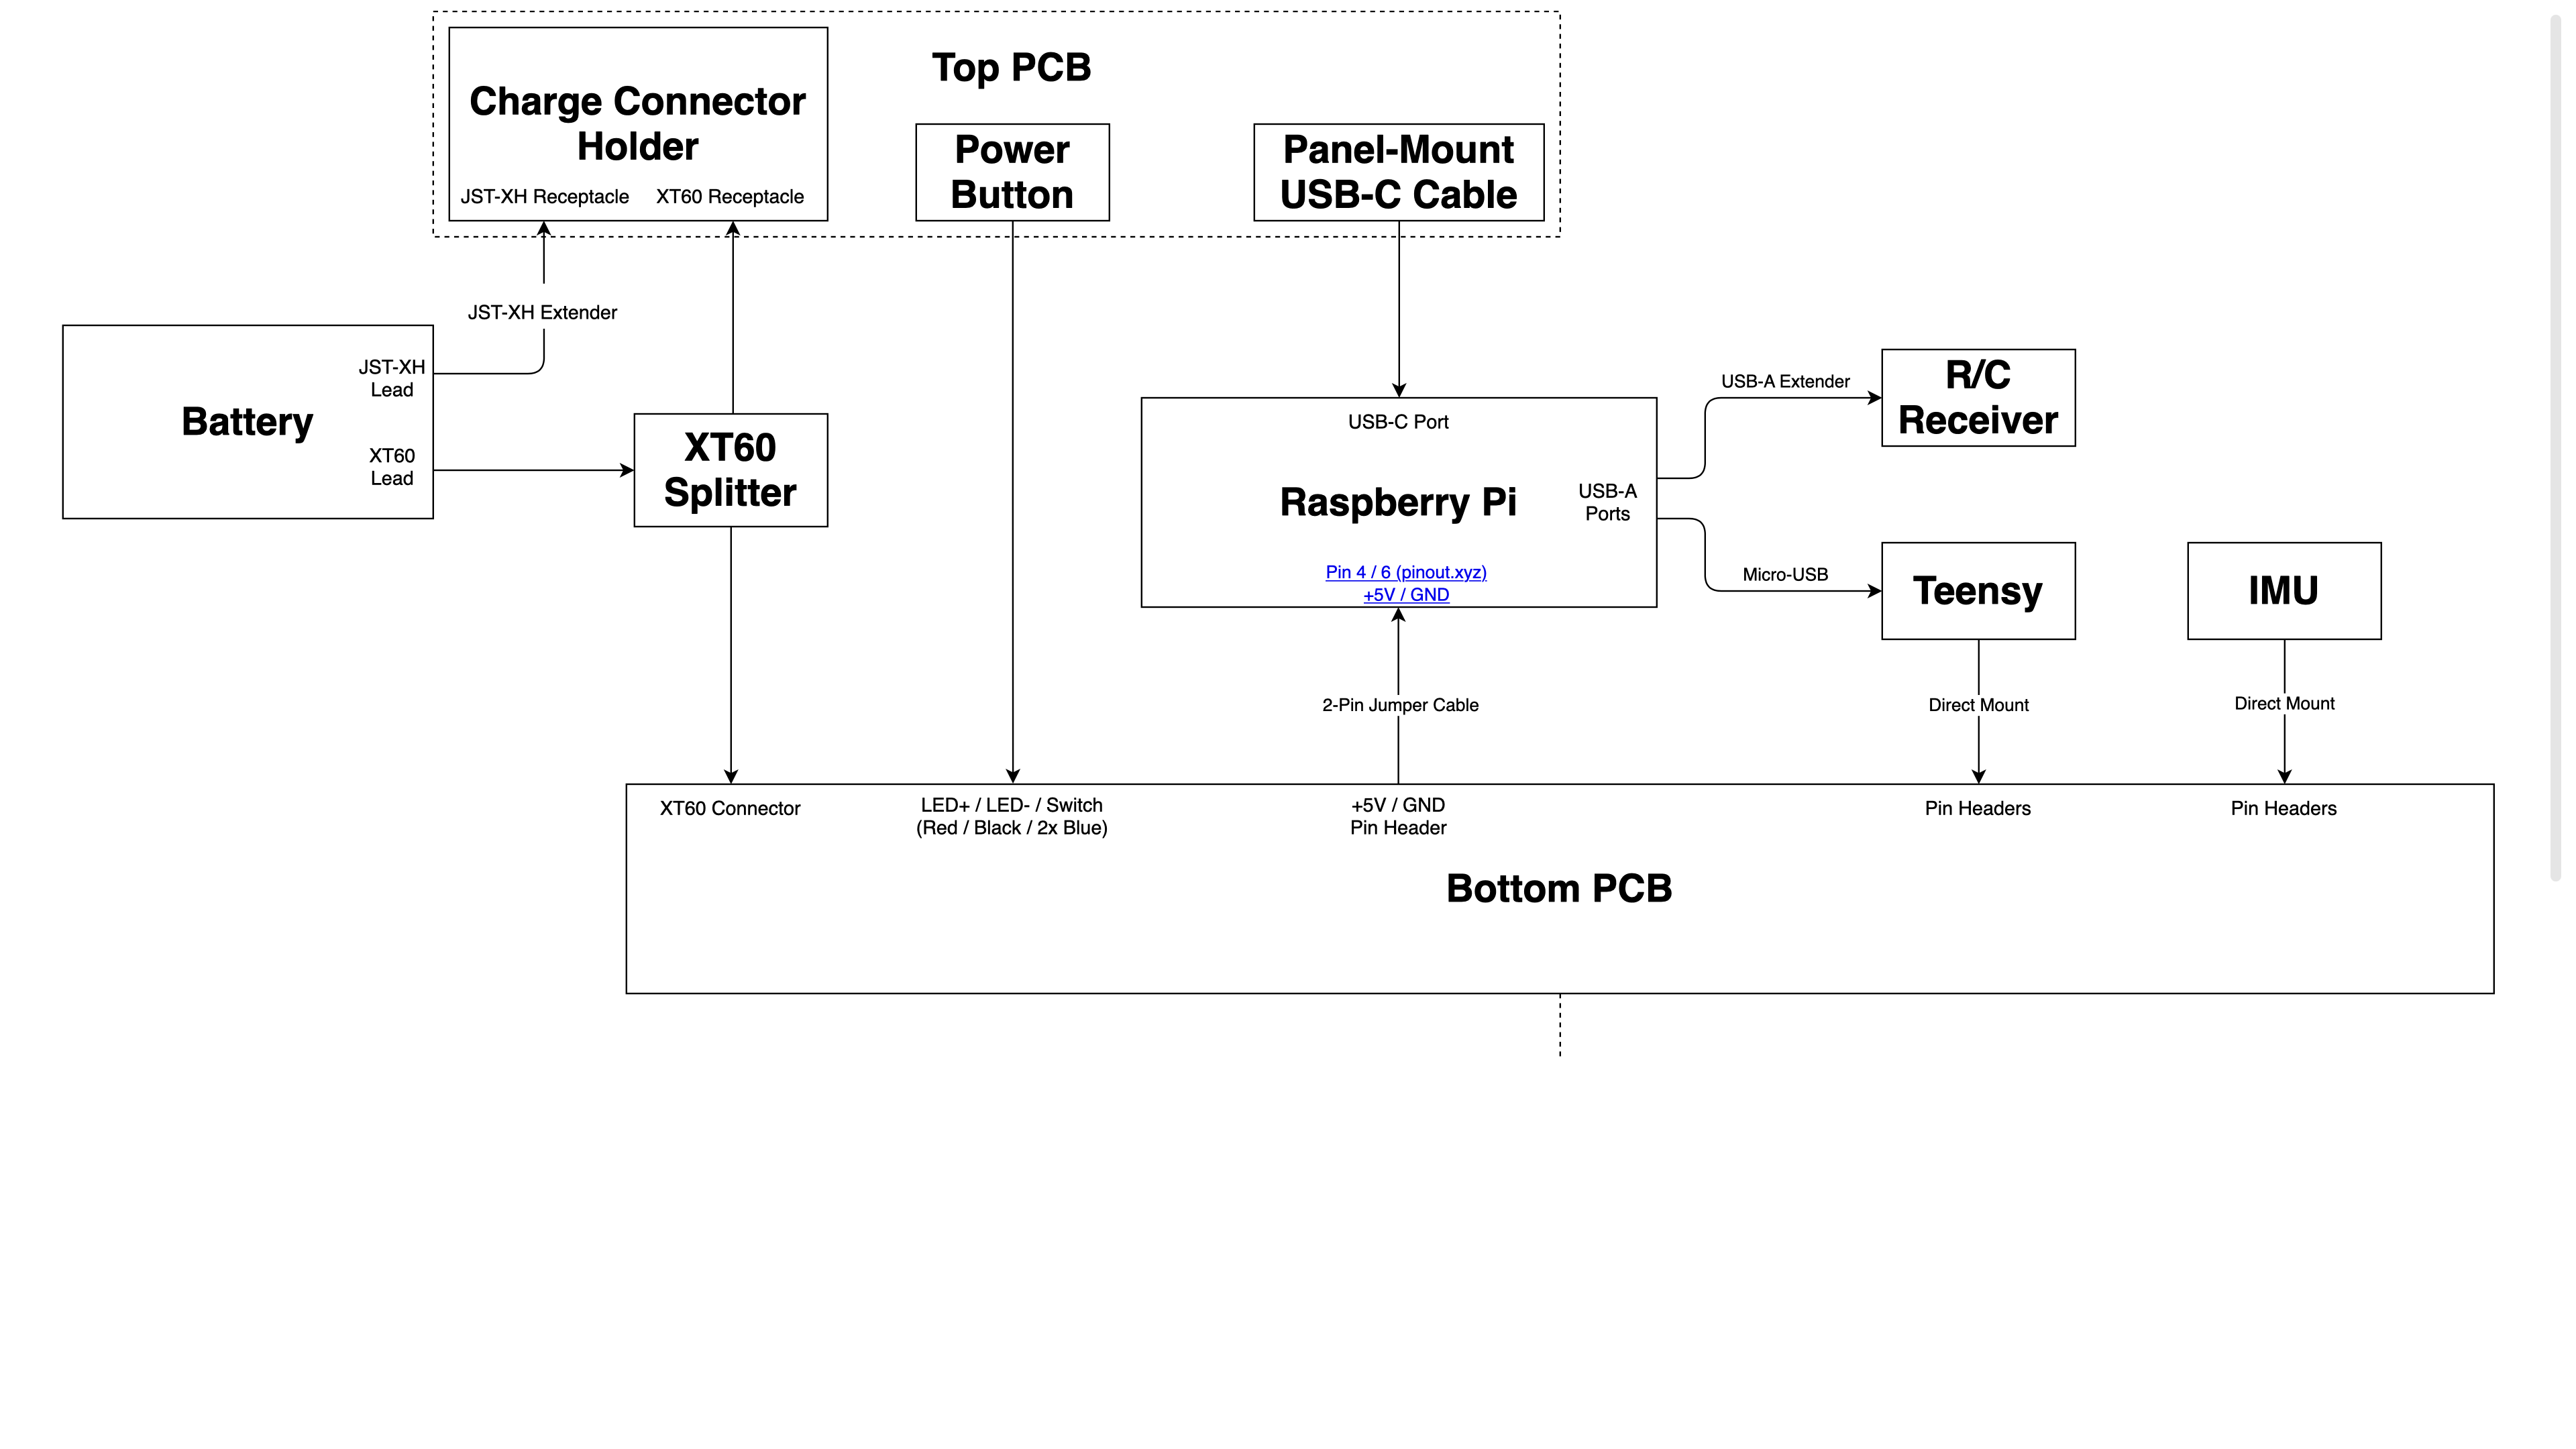 Top PCB
Charge Connector
Holder
JST-XH Receptacle
XT60 Receptacle
Power
Button
Panel-Mount
USB-C Cable
JST-XH Extender
Battery
JST-XH
Lead
XT60
Lead
XT60
Splitter
USB-C Port
Raspberry Pi
USB-A
Ports
Pin 4 / 6 (pinout.xyz)
+5V / GND
USB-A Extender
R/C
Receiver
Micro-USB
Teensy
IMU
2-Pin Jumper Cable
Direct Mount
Direct Mount
XT60 Connector
LED+ / LED- / Switch
(Red / Black / 2x Blue)
+5V / GND
Pin Header
Pin Headers
Pin Headers
Bottom PCB